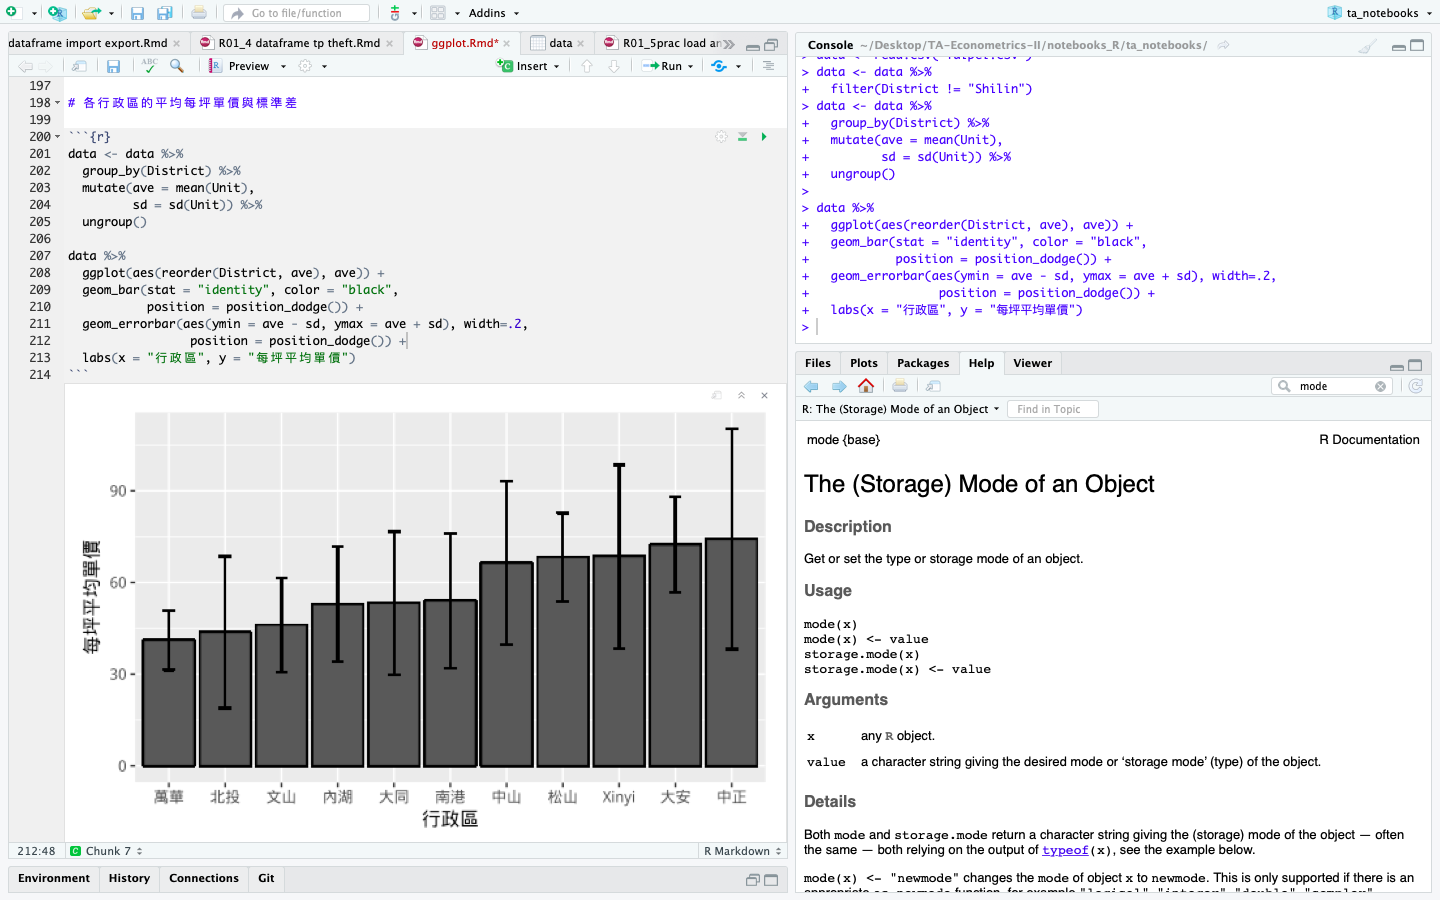 Go to file/function
Addins
ta_notebooks
dataframe import export.Rmd
R01_4 dataframe tp theft.Rmd
ggplot.Rmd*
data
R01_5prac load an
ABC
Preview
Insert
Run
197
198 # 各行政區的平均每坪單價與標準差
199
200 ```{r}
201 data <- data %>%
202 group_by(District) %>%
203 mutate(ave = mean(Unit),
204 sd = sd(Unit)) %>%
205 ungroup()
206
207 data %>%
208 ggplot(aes(reorder(District, ave), ave)) +
209 geom_bar(stat = "identity", color = "black",
210 position = position_dodge()) +
211 geom_errorbar(aes(ymin = ave - sd, ymax = ave + sd), width=.2,
212 position = position_dodge()) +
213 labs(x = "行政區", y = "每坪平均單價")
214 ```
每坪平均單價
90
60
30
0
萬華 北投 文山 內湖 大同 南港 中山 松山 Xinyi 大安 中正
行政區
212:48 Chunk 7 R Markdown
Environment History Connections Git
Console ~/Desktop/TA-Econometrics-II/notebooks_R/ta_notebooks/
> data <- data %>%
+ filter(District != "Shilin")
> data <- data %>%
+ group_by(District) %>%
+ mutate(ave = mean(Unit),
+ sd = sd(Unit)) %>%
+ ungroup()
>
> data %>%
+ ggplot(aes(reorder(District, ave), ave)) +
+ geom_bar(stat = "identity", color = "black",
+ position = position_dodge()) +
+ geom_errorbar(aes(ymin = ave - sd, ymax = ave + sd), width=.2,
+ position = position_dodge()) +
+ labs(x = "行政區", y = "每坪平均單價")
>
Files Plots Packages Help Viewer
mode
R: The (Storage) Mode of an Object
Find in Topic
mode {base} R Documentation
The (Storage) Mode of an Object
Description
Get or set the type or storage mode of an object.
Usage
mode(x)
mode(x) <- value
storage.mode(x)
storage.mode(x) <- value
Arguments
x any R object.
value a character string giving the desired mode or ‘storage mode’ (type) of the object.
Details
Both mode and storage.mode return a character string giving the (storage) mode of the object — often
the same — both relying on the output of typeof(x), see the example below.
mode(x) <- "newmode" changes the mode of object x to newmode. This is only supported if there is an